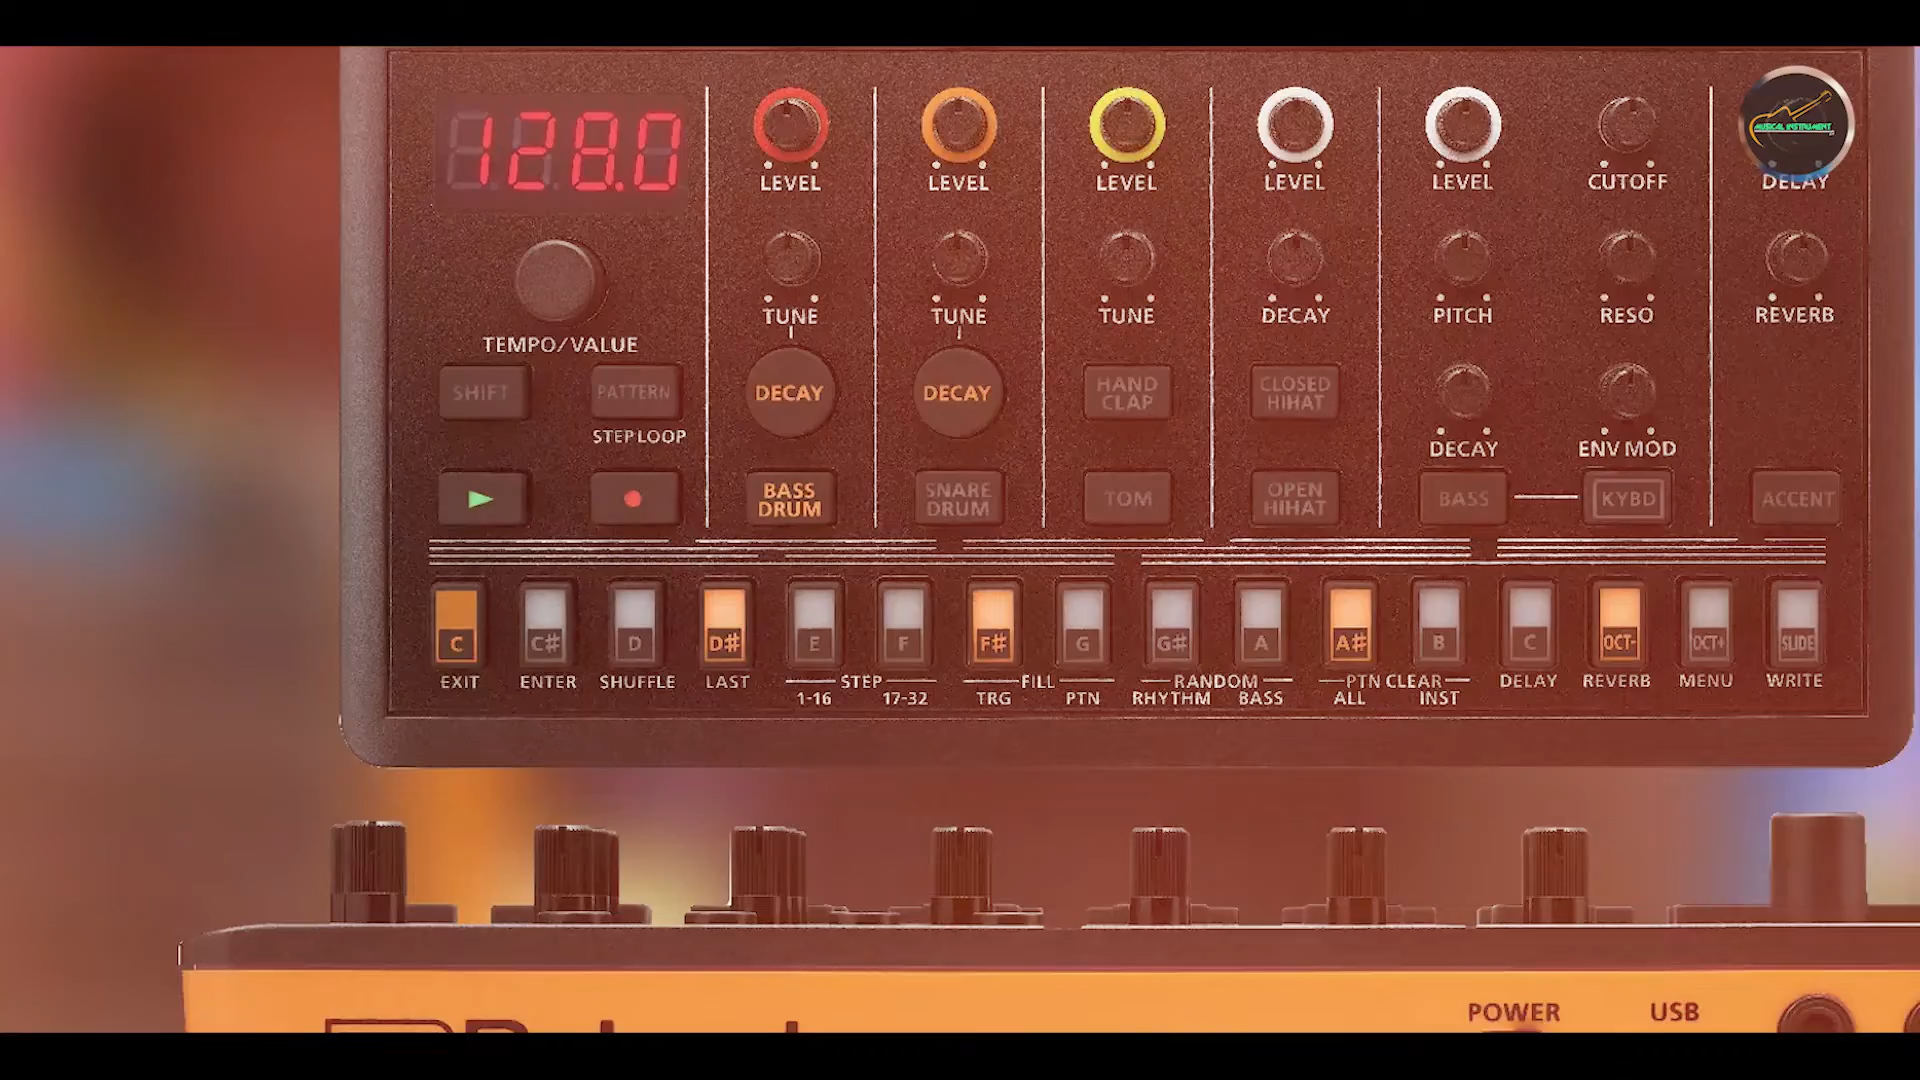 128.0
MUSICAL INSTRUMENT
LEVEL LEVEL LEVEL LEVEL LEVEL CUTOFF DELAY
TUNE TUNE TUNE DECAY PITCH RESO REVERB
TEMPO/VALUE
SHIFT PATTERN DECAY DECAY HAND CLAP CLOSED HIHAT
STEP LOOP DECAY ENV MOD
BASS DRUM SNARE DRUM TOM OPEN HIHAT BASS KYBD ACCENT
C C# D D# E F F# G G# A A# B C OCT- OCT+ SLIDE
EXIT ENTER SHUFFLE LAST STEP FILL RANDOM PTN CLEAR DELAY REVERB MENU WRITE
1-16 17-32 TRG PTN RHYTHM BASS ALL INST
POWER USB